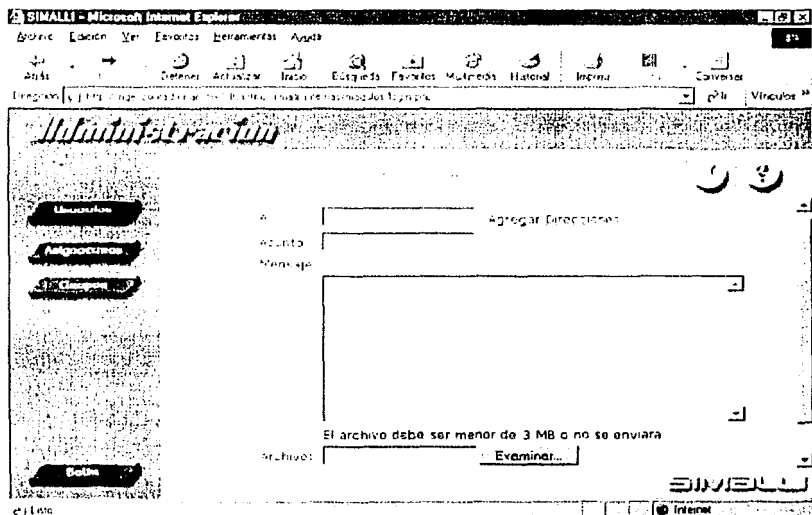 SIMALLI - Microsoft Internet Explorer
Archivo Edición Ver Favoritos Herramientas Ayuda
Atrás Detener Actualizar Inicio Búsqueda Favoritos Multimedia Historial Imprimir Conversar
Dirección Ir Vínculos »
Administración
Usuarios
A Agregar Direcciones
Asunto
Asignaturas
Mensaje
El archivo debe ser menor de 3 MB o no se enviara
Archivo: Examinar...
SIMALLI
Listo Internet